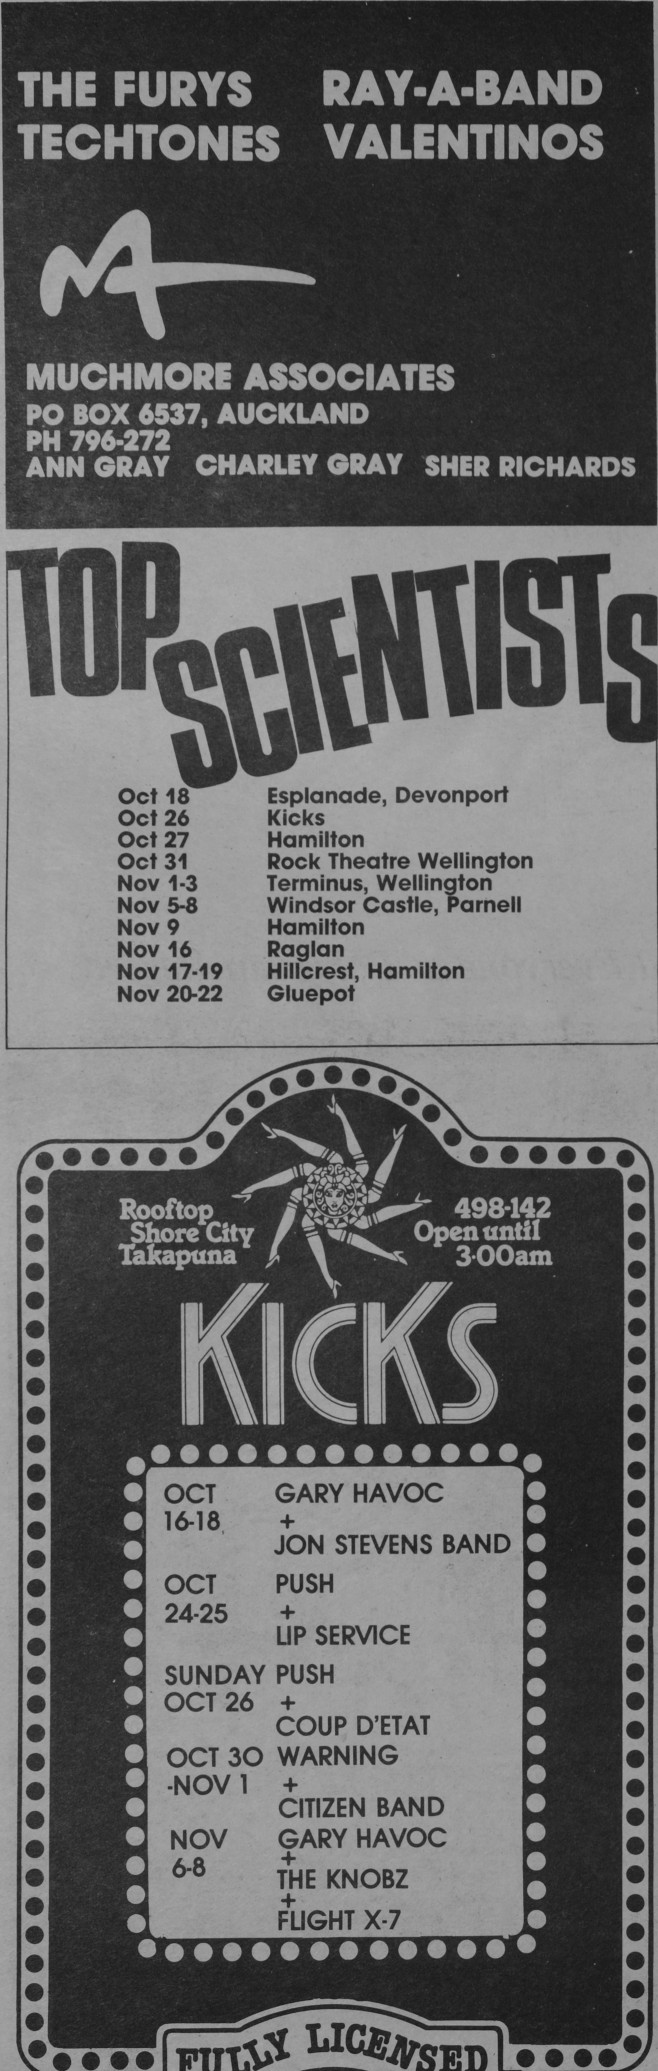 THE FURYS RAY-A-BAND
TECHTONES VALENTINOS
MUCHMORE ASSOCIATES
PO BOX 6537, AUCKLAND
PH 796-272
ANN GRAY CHARLEY GRAY SHER RICHARDS
TOP SCIENTISTS
Oct 18 Esplanade, Devonport
Oct 26 Kicks
Oct 27 Hamilton
Oct 31 Rock Theatre Wellington
Nov 1-3 Terminus, Wellington
Nov 5-8 Windsor Castle, Parnell
Nov 9 Hamilton
Nov 16 Raglan
Nov 17-19 Hillcrest, Hamilton
Nov 20-22 Gluepot
Rooftop
Shore City
Takapuna
498-142
Open until
3·00am
KICKS
OCT GARY HAVOC
16-18 +
JON STEVENS BAND
OCT PUSH
24-25 +
LIP SERVICE
SUNDAY PUSH
OCT 26 +
COUP D'ETAT
OCT 30 WARNING
-NOV 1 +
CITIZEN BAND
NOV GARY HAVOC
6-8 +
THE KNOBZ
+
FLIGHT X-7
FULLY LICENSED